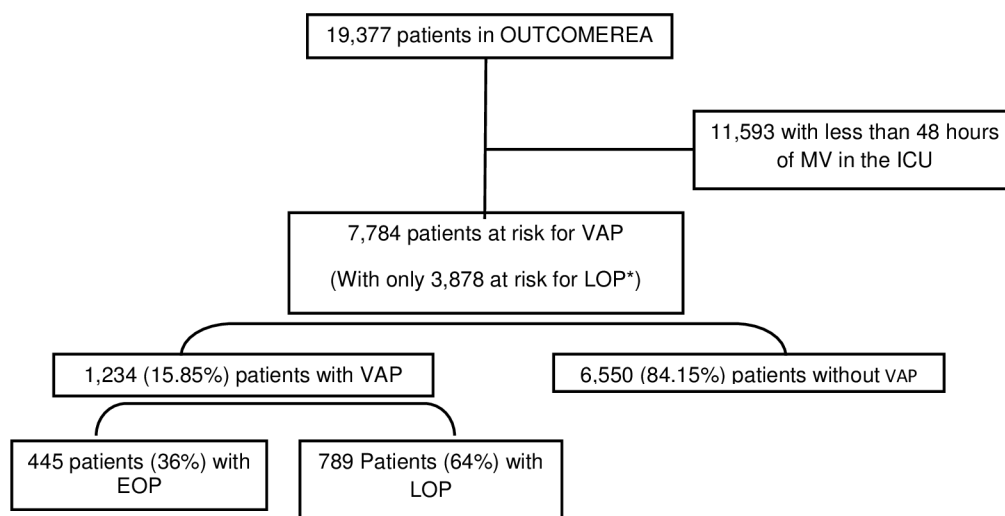 19,377 patients in OUTCOMEREA
11,593 with less than 48 hours
of MV in the ICU
7,784 patients at risk for VAP
(With only 3,878 at risk for LOP*)
1,234 (15.85%) patients with VAP
6,550 (84.15%) patients without VAP
445 patients (36%) with
EOP
789 Patients (64%) with
LOP